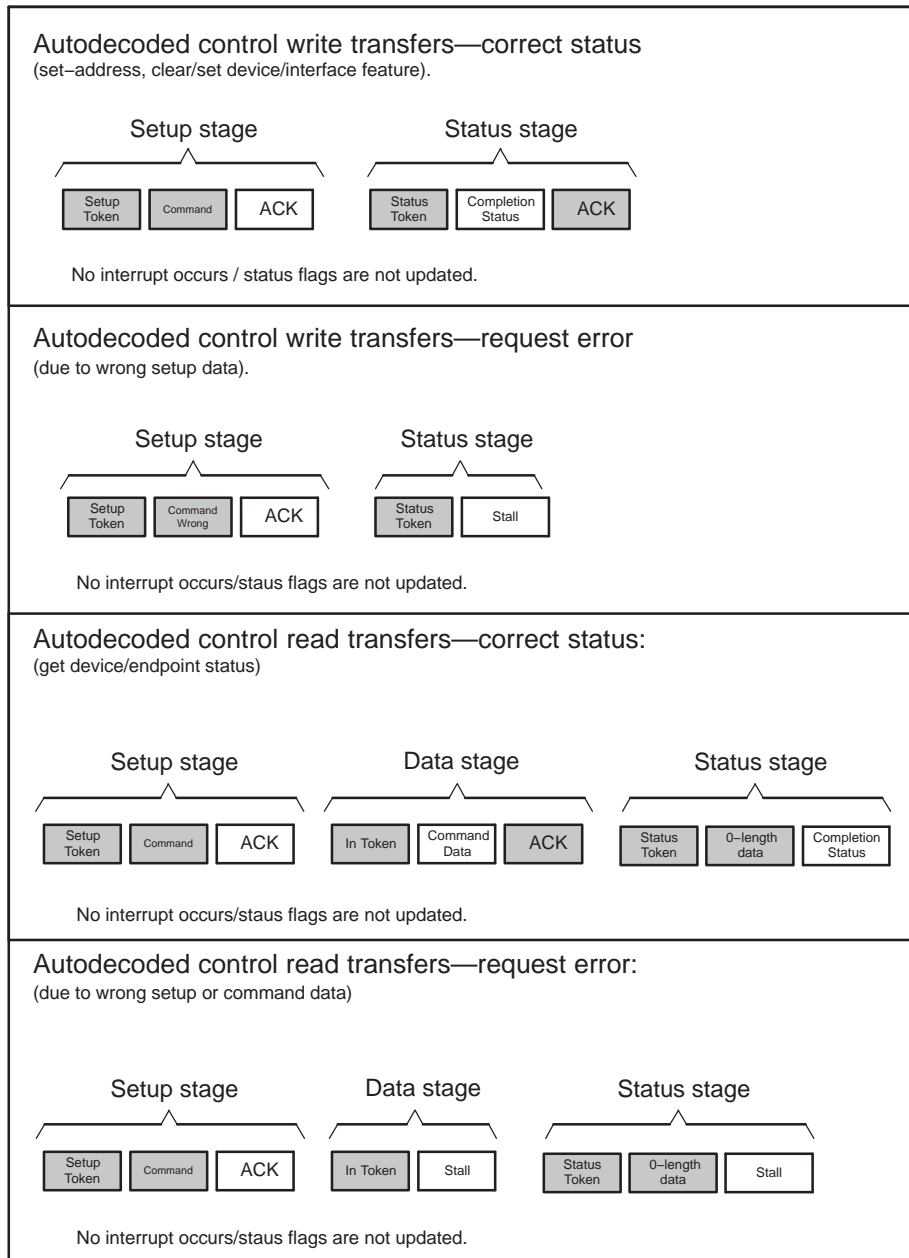 Autodecoded control write transfers—correct status
(set−address, clear/set device/interface feature).
Setup stage
Status stage
Setup
Token
Command
ACK
Status
Token
Completion
Status
ACK
No interrupt occurs / status flags are not updated.
Autodecoded control write transfers—request error
(due to wrong setup data).
Setup stage
Status stage
Setup
Token
Command
Wrong
ACK
Status
Token
Stall
No interrupt occurs/staus flags are not updated.
Autodecoded control read transfers—correct status:
(get device/endpoint status)
Setup stage
Data stage
Status stage
Setup
Token
Command
ACK
In Token
Command
Data
ACK
Status
Token
0−length
data
Completion
Status
No interrupt occurs/staus flags are not updated.
Autodecoded control read transfers—request error:
(due to wrong setup or command data)
Setup stage
Data stage
Status stage
Setup
Token
Command
ACK
In Token
Stall
Status
Token
0−length
data
Stall
No interrupt occurs/staus flags are not updated.